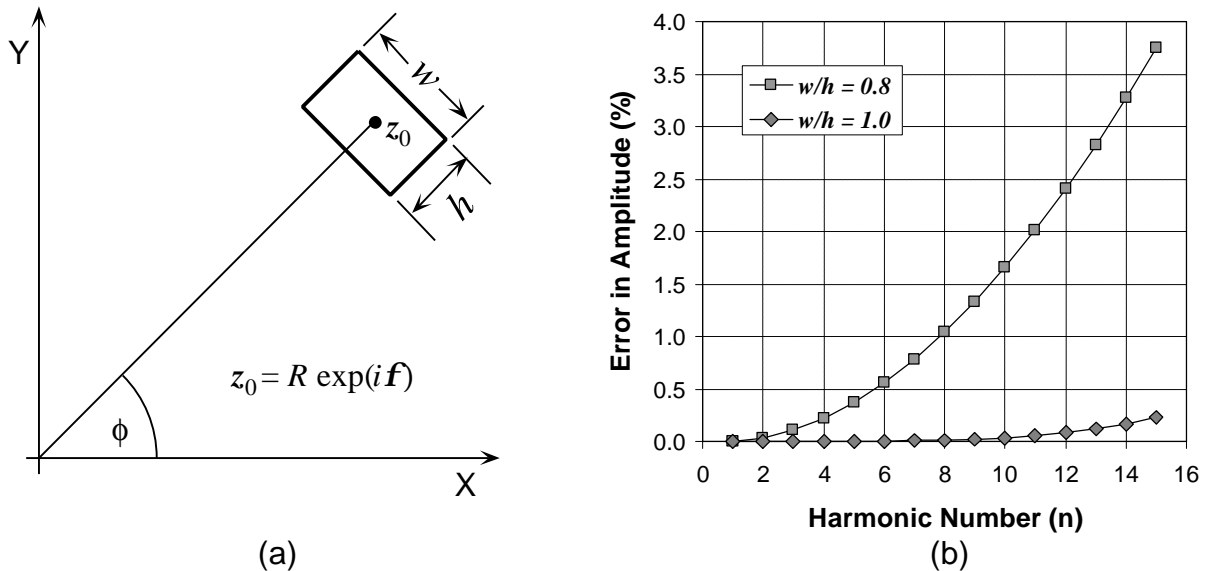 Y
w
z0
h
z0 = R exp(if)
ϕ
X
(a)
Error in Amplitude (%)
4.0
3.5
3.0
2.5
2.0
1.5
1.0
0.5
0.0
w/h = 0.8
w/h = 1.0
0 2 4 6 8 10 12 14 16
Harmonic Number (n)
(b)